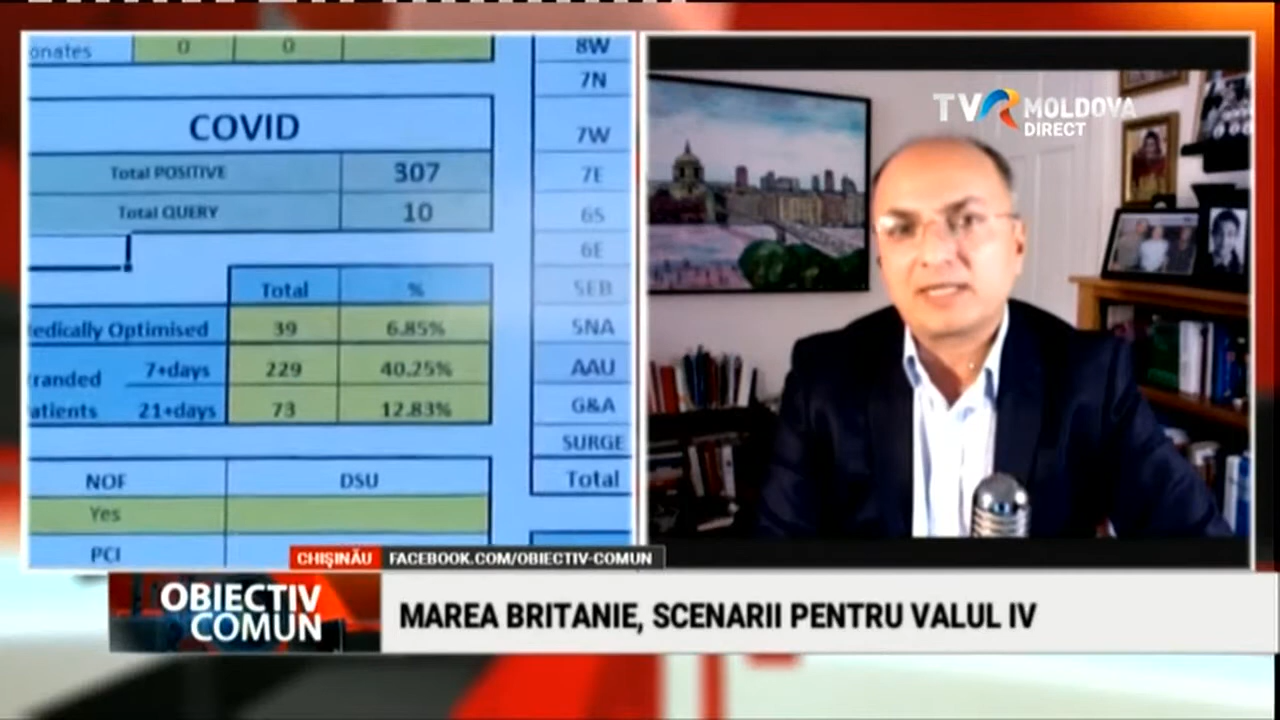 onates 0 0
COVID
Total POSITIVE 307
Total QUERY 10
Total %
edically Optimised 39 6.85%
randed 7+days 229 40.25%
atients 21+days 73 12.83%
NOF DSU
Yes
PCI
8W
7N
7W
7E
6S
6E
5EB
5NA
AAU
G&A
SURGE
Total
TVR MOLDOVA
DIRECT
CHIȘINĂU FACEBOOK.COM/OBIECTIV-COMUN
OBIECTIV
COMUN
MAREA BRITANIE, SCENARII PENTRU VALUL IV